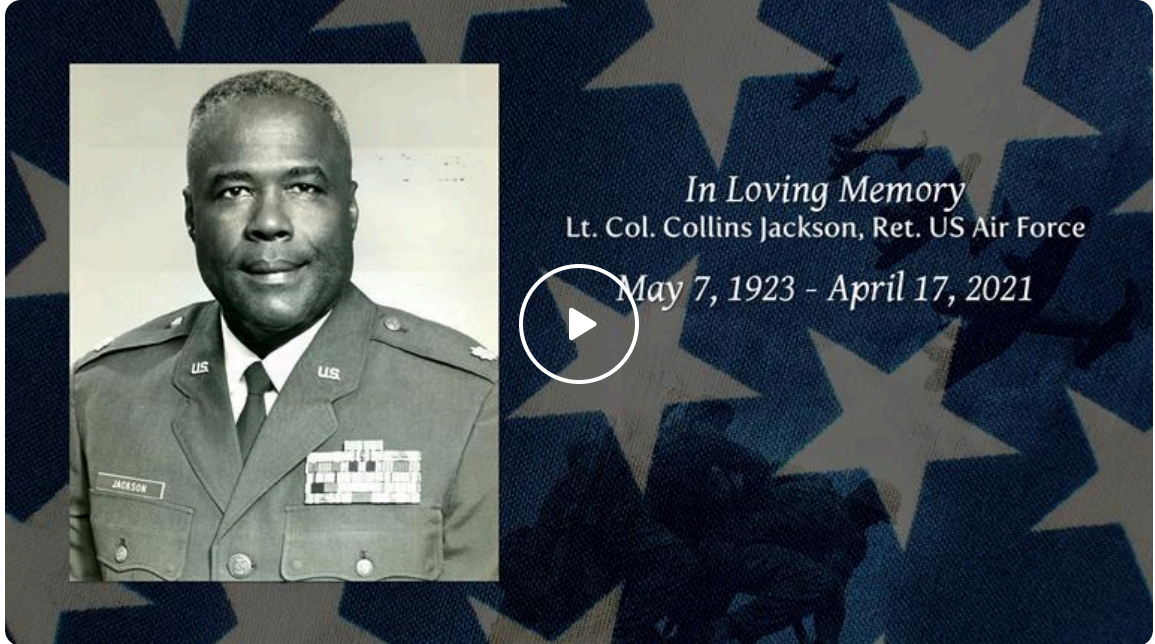 In Loving Memory
Lt. Col. Collins Jackson, Ret. US Air Force
May 7, 1923 - April 17, 2021
U.S.
U.S.
JACKSON